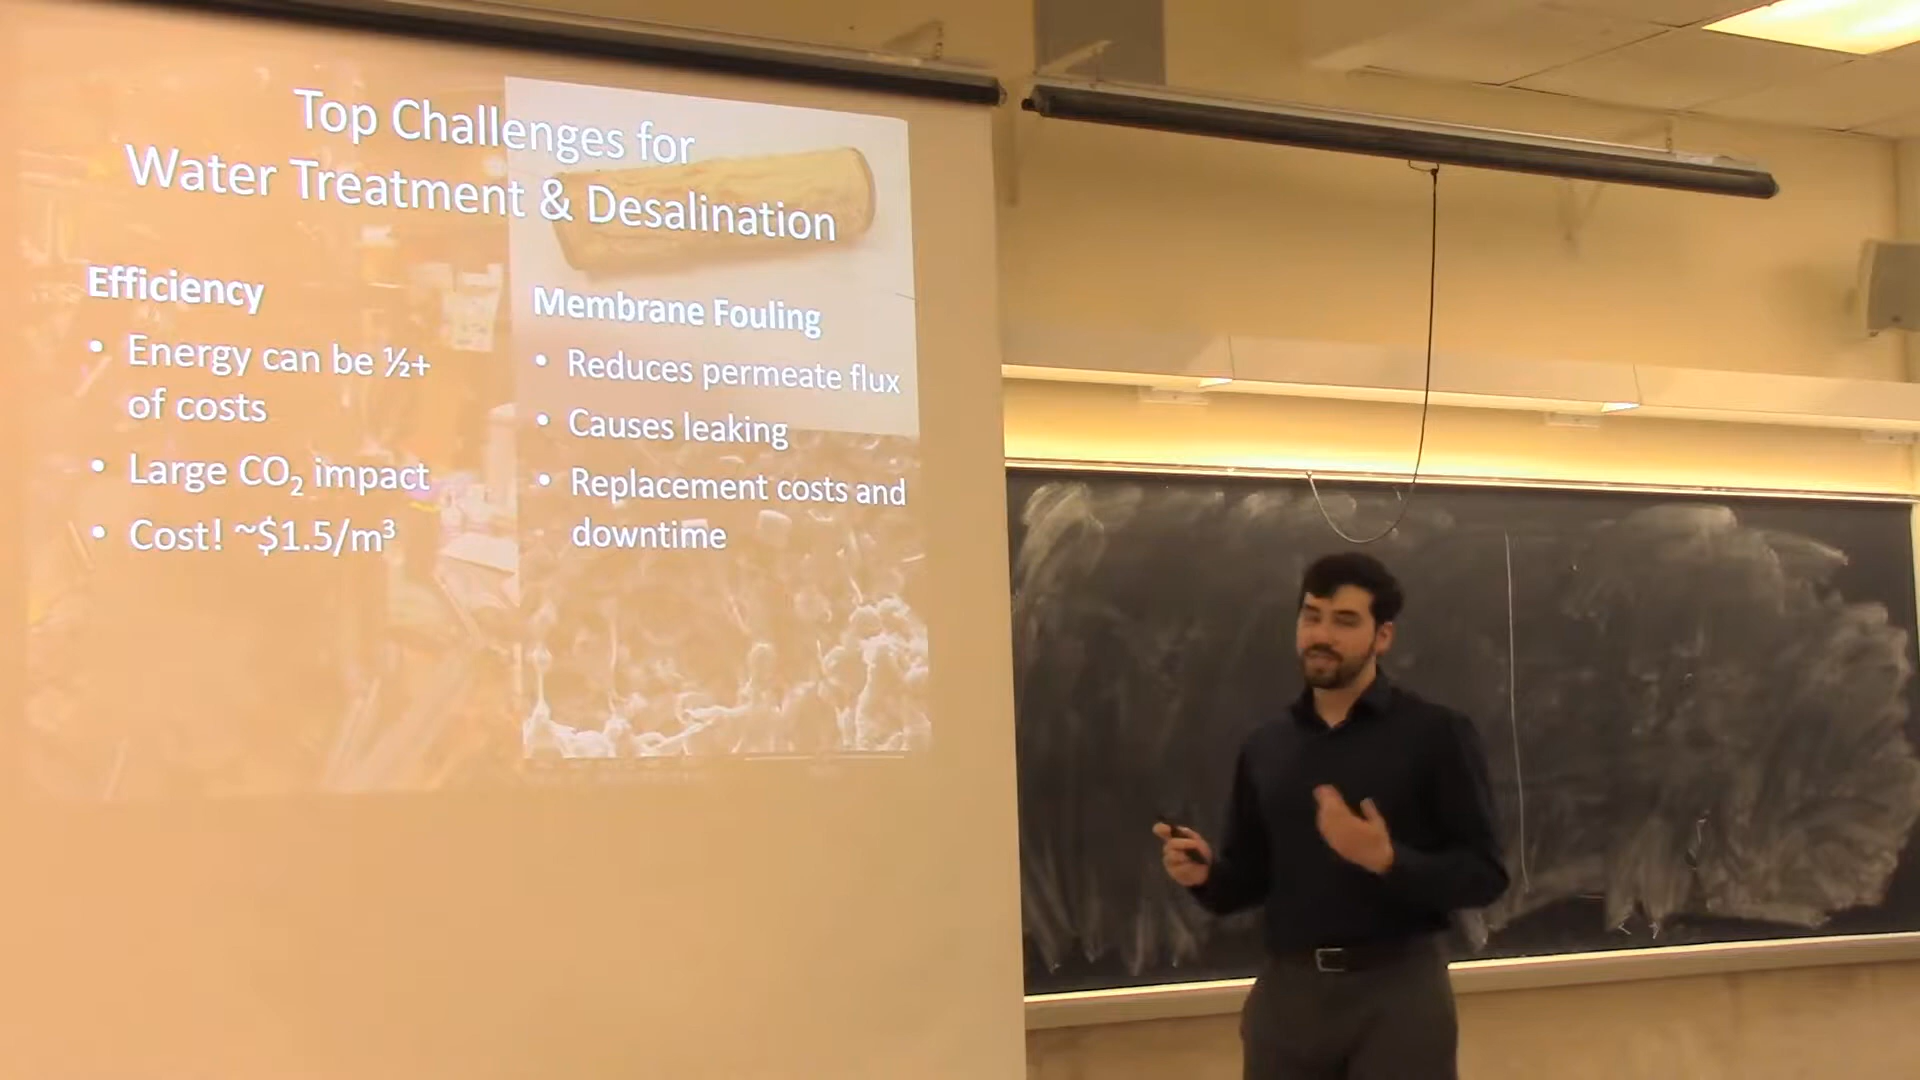 Top Challenges for
Water Treatment & Desalination
Efficiency
• Energy can be ½+
of costs
• Large CO₂ impact
• Cost! ~$1.5/m³
Membrane Fouling
• Reduces permeate flux
• Causes leaking
• Replacement costs and
downtime